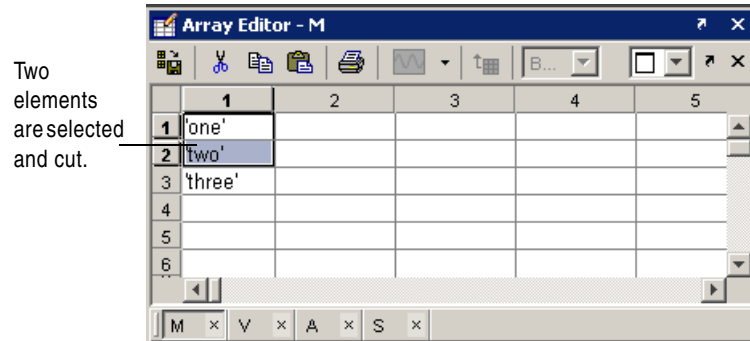 Array Editor - M
B...
Two
elements
are selected
and cut.
1 2 3 4 5
1 'one'
2 'two'
3 'three'
4
5
6
M V A S